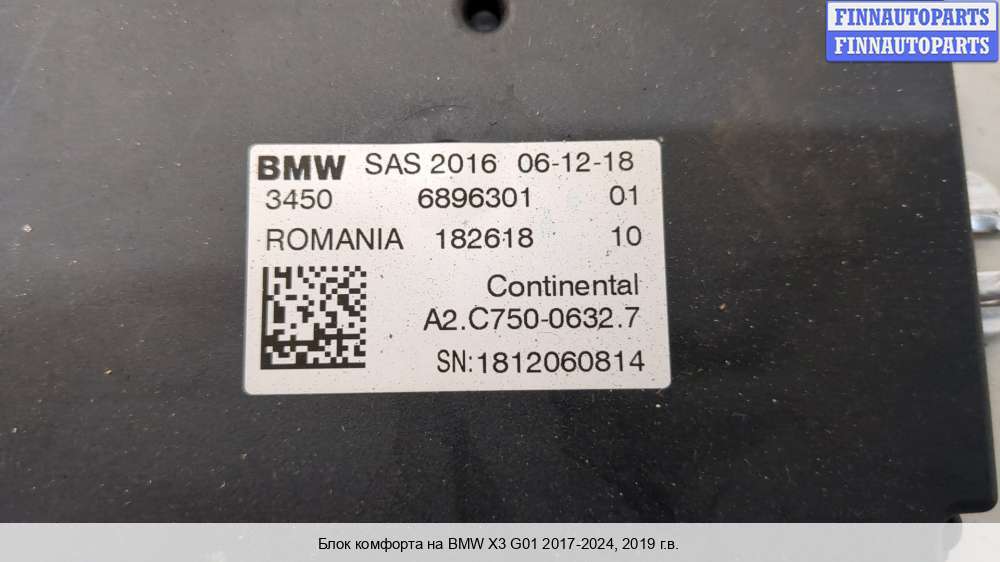 FINNAUTOPARTS
FINNAUTOPARTS
BMW SAS 2016 06-12-18
3450 6896301 01
ROMANIA 182618 10
Continental
A2.C750-0632.7
SN:1812060814
Блок комфорта на BMW X3 G01 2017-2024, 2019 г.в.